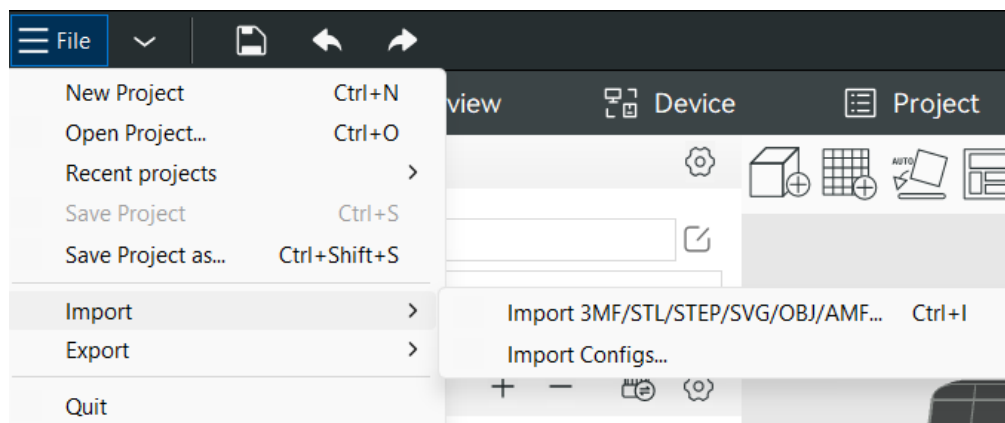 File
view Device Project
AUTO
New Project Ctrl+N
Open Project... Ctrl+O
Recent projects
Save Project Ctrl+S
Save Project as... Ctrl+Shift+S
Import
Export
Quit
Import 3MF/STL/STEP/SVG/OBJ/AMF... Ctrl+I
Import Configs...